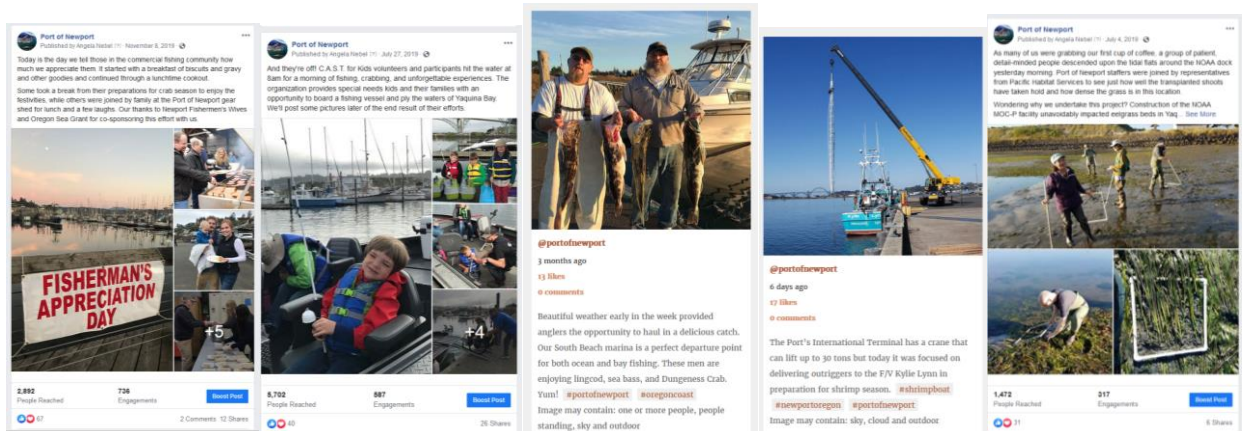 Port of Newport
Published by Angela Nebel November 9, 2019
Today is the day we tell those in the commercial fishing community how
much we appreciate them. It started with a breakfast of biscuits and gravy
and other goodies and continued through a lunchtime cookout.
Some took a break from their preparations for crab season to enjoy the
festivities, while others were joined by family at the Port of Newport gear
shed for lunch and a few laughs. Our thanks to Newport Fishermen's Wives
and Oregon Sea Grant for co-sponsoring this effort with us.
FISHERMAN'S
APPRECIATION
DAY
+5
2,892
People Reached
736
Engagements
Boost Post
67
2 Comments 12 Shares
Port of Newport
Published by Angela Nebel July 27, 2019
And they're off! C.A.S.T. for Kids volunteers and participants hit the water at
8am for a morning of fishing, crabbing, and unforgettable experiences. The
organization provides special needs kids and their families with an
opportunity to board a fishing vessel and ply the waters of Yaquina Bay.
We'll post some pictures later of the end result of their efforts.
+4
5,702
People Reached
587
Engagements
Boost Post
40
26 Shares
@portofnewport
3 months ago
13 likes
0 comments
Beautiful weather early in the week provided
anglers the opportunity to haul in a delicious catch.
Our South Beach marina is a perfect departure point
for both ocean and bay fishing. These men are
enjoying lingcod, sea bass, and Dungeness Crab.
Yum! #portofnewport #oregoncoast
Image may contain: one or more people, people
standing, sky and outdoor
@portofnewport
6 days ago
17 likes
0 comments
The Port's International Terminal has a crane that
can lift up to 30 tons but today it was focused on
delivering outriggers to the F/V Kylie Lynn in
preparation for shrimp season. #shrimpboat
#newportoregon #portofnewport
Image may contain: sky, cloud and outdoor
Port of Newport
Published by Angela Nebel July 4, 2019
As many of us were grabbing our first cup of coffee, a group of patient,
detail-minded people descended upon the tidal flats around the NOAA dock
yesterday morning. Port of Newport staffers were joined by representatives
from Pacific Habitat Services to see just how well the transplanted shoots
have taken hold and how dense the grass is in this location.
Wondering why we undertake this project? Construction of the NOAA
MOC-P facility unavoidably impacted eelgrass beds in Yaq... See More
1,472
People Reached
317
Engagements
Boost Post
31
6 Shares